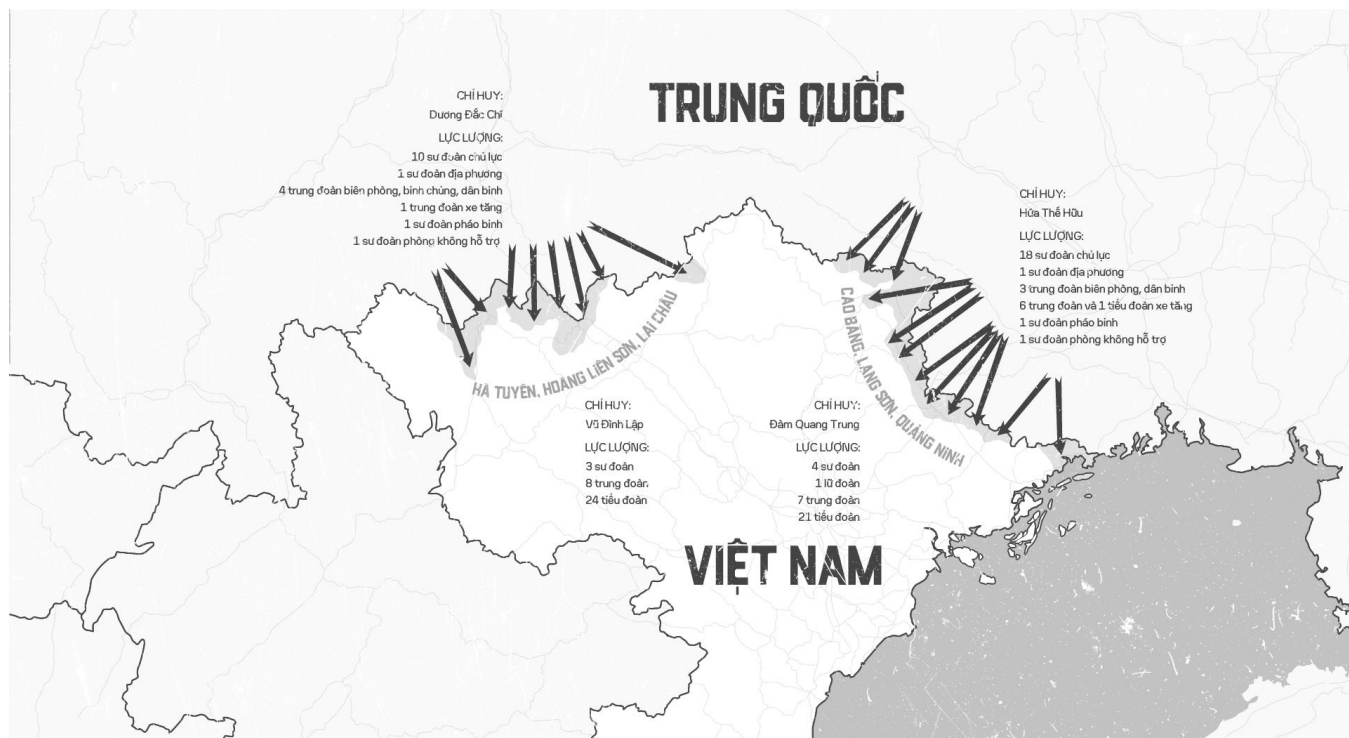 TRUNG QUỐC
CHỈ HUY:
Dương Đắc Chí
LỰC LƯỢNG:
10 sư đoàn chủ lực
1 sư đoàn địa phương
4 trung đoàn biên phòng, binh chủng, dân binh
1 trung đoàn xe tăng
1 sư đoàn pháo binh
1 sư đoàn phòng không hỗ trợ
CHỈ HUY:
Hứa Thế Hữu
LỰC LƯỢNG:
18 sư đoàn chủ lực
1 sư đoàn địa phương
3 trung đoàn biên phòng, dân binh
6 trung đoàn và 1 tiểu đoàn xe tăng
1 sư đoàn pháo binh
1 sư đoàn phòng không hỗ trợ
HÀ TUYÊN, HOÀNG LIÊN SƠN, LAI CHÂU
CAO BẰNG, LẠNG SƠN, QUẢNG NINH
CHỈ HUY:
Vũ Đình Lập
LỰC LƯỢNG:
3 sư đoàn
8 trung đoàn
24 tiểu đoàn
CHỈ HUY:
Đàm Quang Trung
LỰC LƯỢNG:
4 sư đoàn
1 lữ đoàn
7 trung đoàn
21 tiểu đoàn
VIỆT NAM